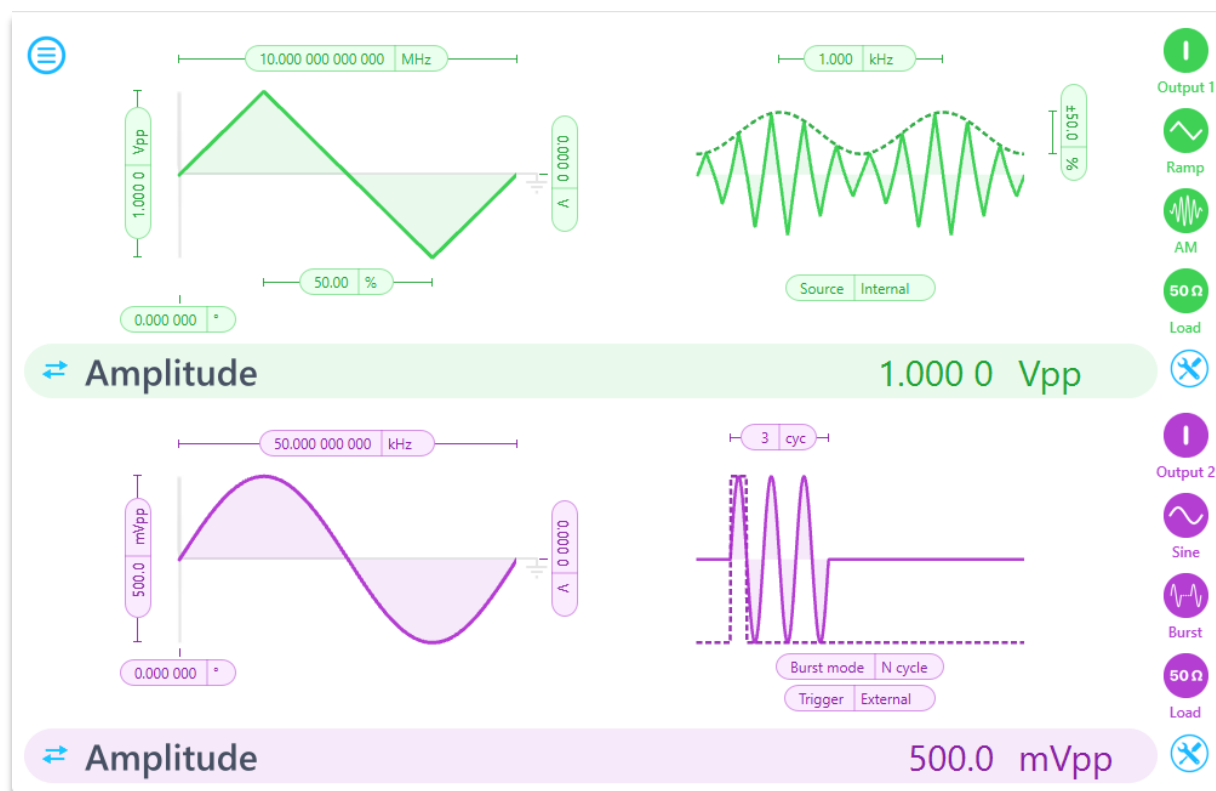 10.000 000 000 000 MHz
1.000 0 Vpp
0.000 0 V
50.00 %
0.000 000 °
1.000 kHz
±50.0 %
Source Internal
Output 1
Ramp
AM
50 Ω
Load
Amplitude 1.000 0 Vpp
50.000 000 000 kHz
500.0 mVpp
0.000 0 V
0.000 000 °
3 cyc
Burst mode N cycle
Trigger External
Output 2
Sine
Burst
50 Ω
Load
Amplitude 500.0 mVpp